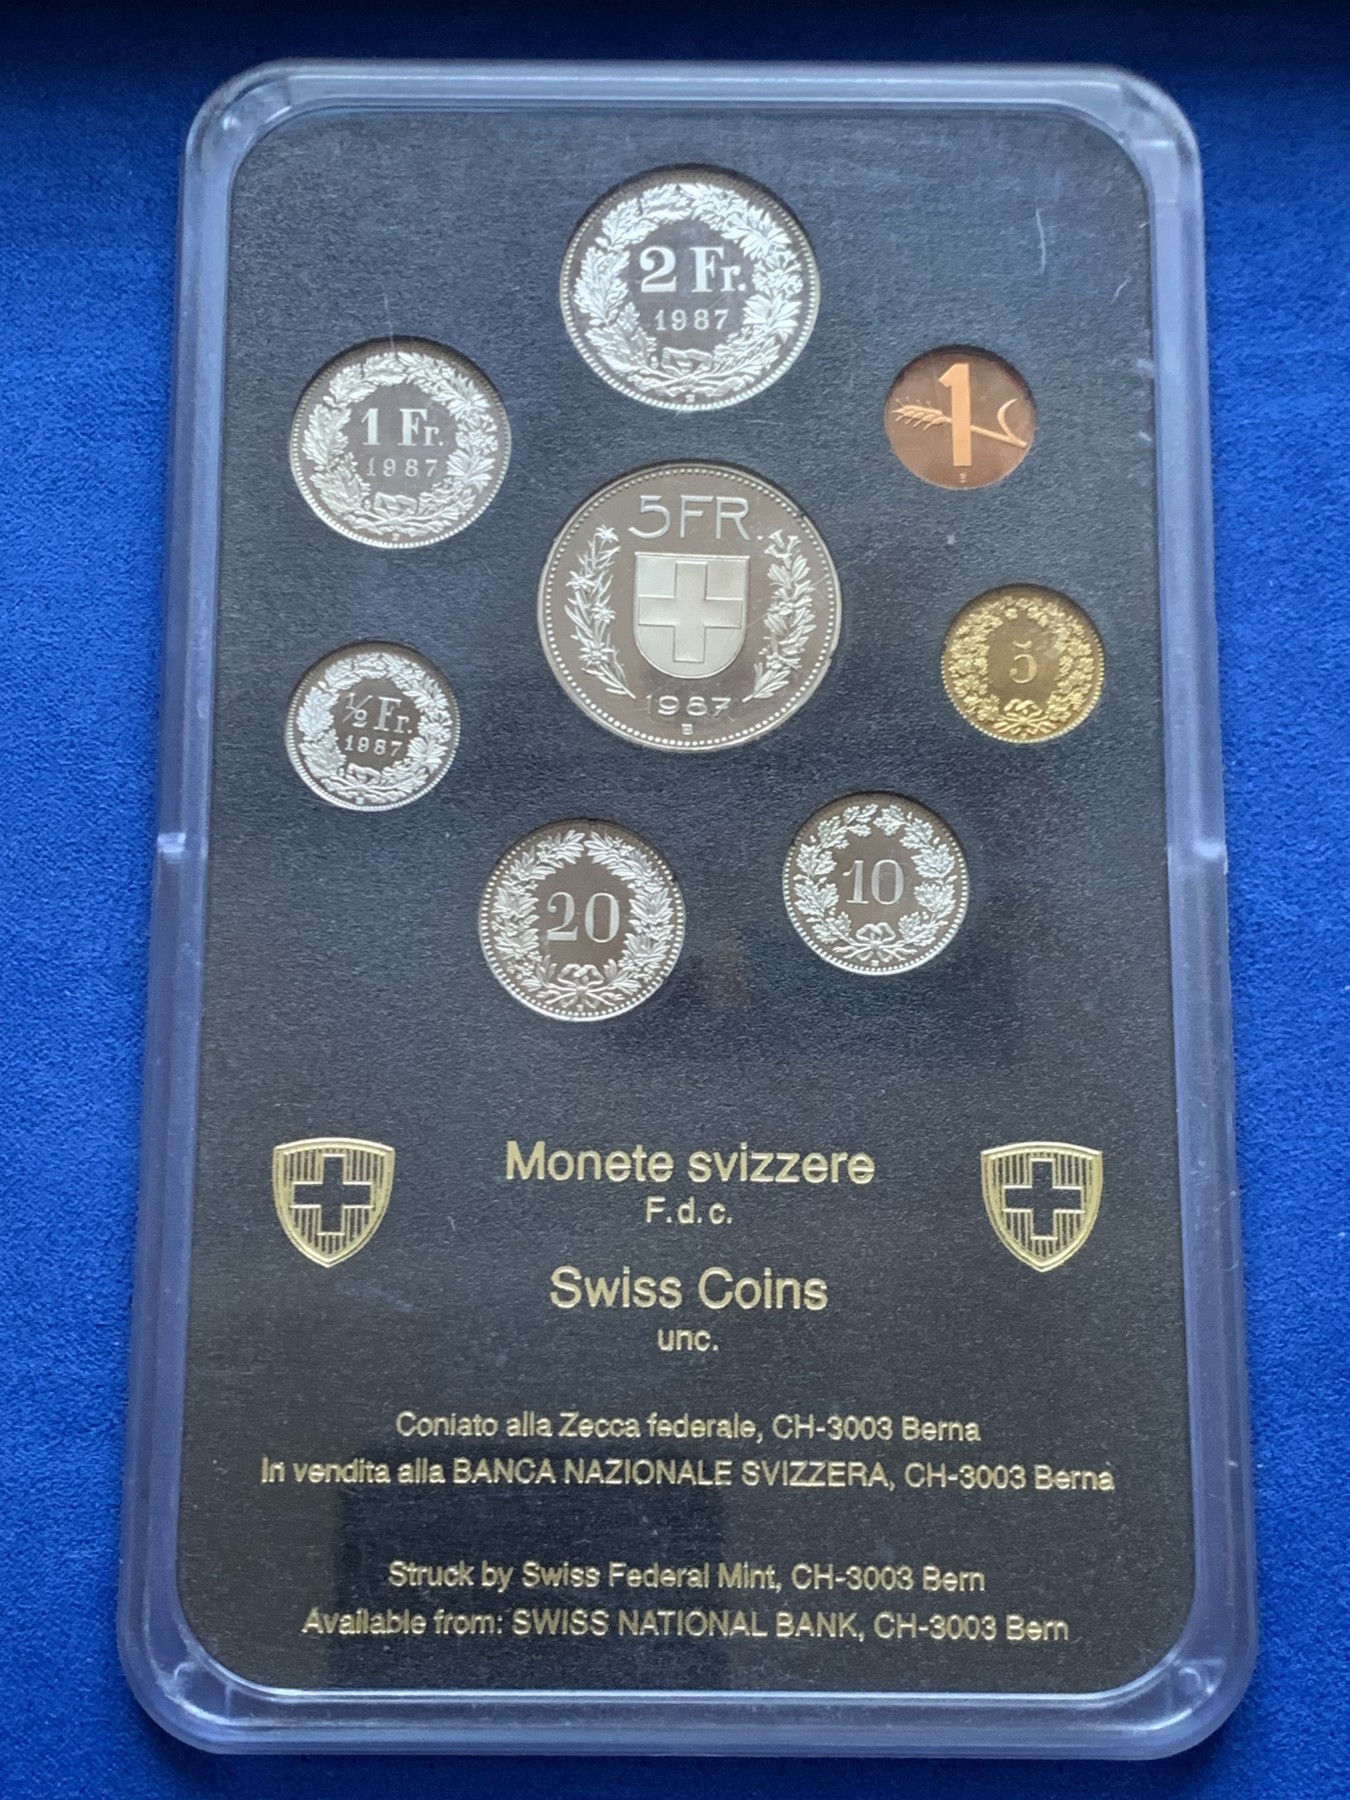 2 Fr.
1987
1 Fr.
1987
1
B
5 FR.
1987
B
5
½ Fr.
1987
20
10
Monete svizzere
F.d.c.
Swiss Coins
unc.
Coniato alla Zecca federale, CH-3003 Berna
In vendita alla BANCA NAZIONALE SVIZZERA, CH-3003 Berna
Struck by Swiss Federal Mint, CH-3003 Bern
Available from: SWISS NATIONAL BANK, CH-3003 Bern